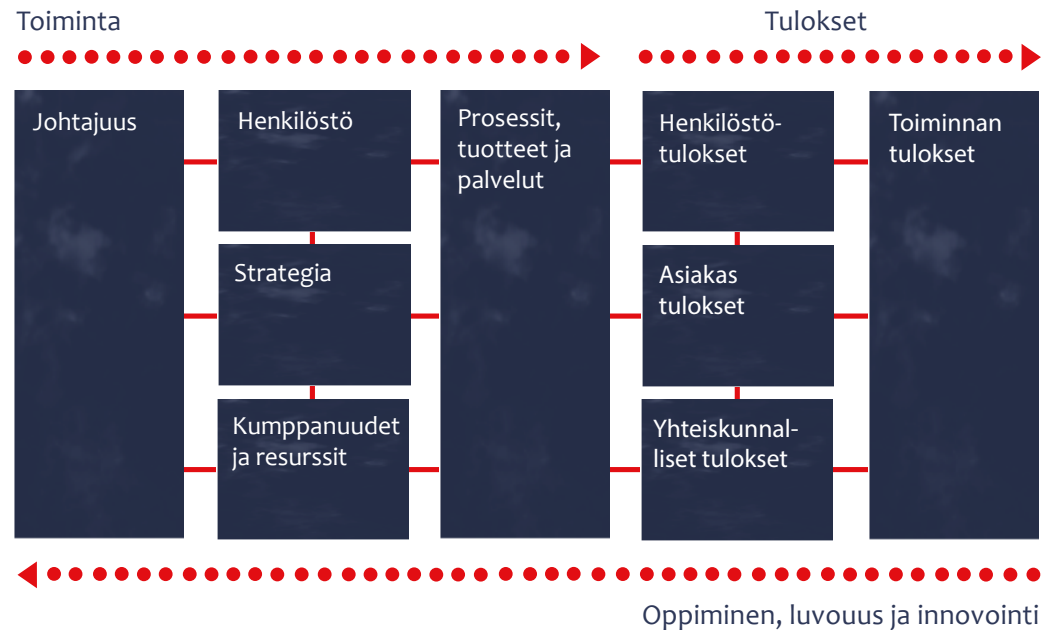 Toiminta
Tulokset
Johtajuus
Henkilöstö
Prosessit,
tuotteet ja
palvelut
Henkilöstö-
tulokset
Toiminnan
tulokset
Strategia
Asiakas
tulokset
Kumppanuudet
ja resurssit
Yhteiskunnal-
liset tulokset
Oppiminen, luvouus ja innovointi